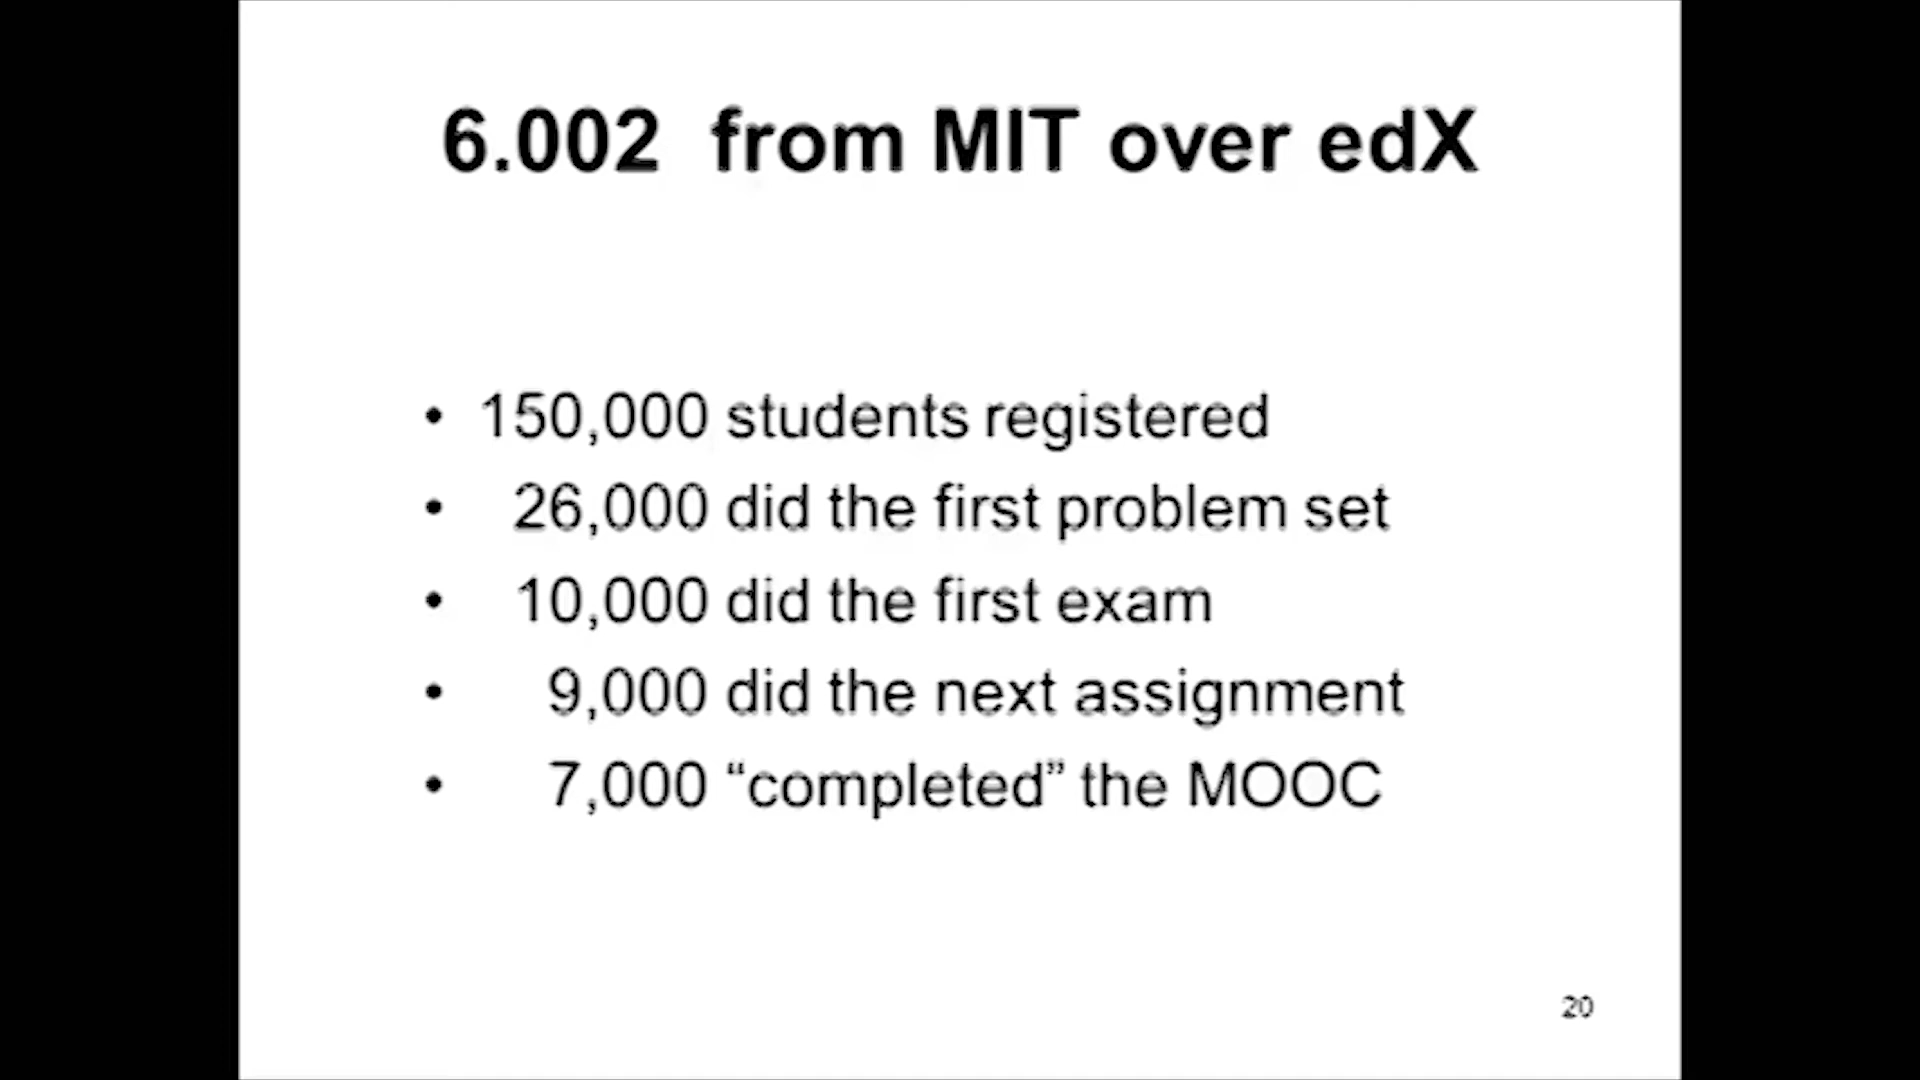 6.002 from MIT over edX
• 150,000 students registered
• 26,000 did the first problem set
• 10,000 did the first exam
• 9,000 did the next assignment
• 7,000 “completed” the MOOC
20